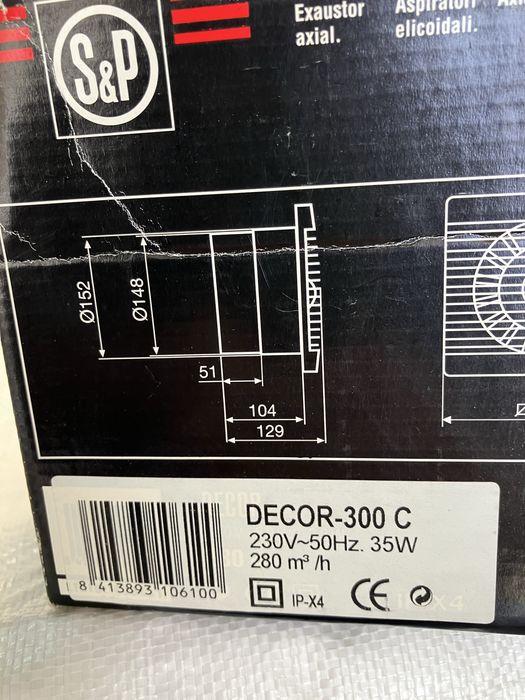 S&P
Exaustor
axial.
Aspiratori
elicoidali.
Ø152
Ø148
51
104
129
DECOR-300 C
230V~50Hz. 35W
280 m³ /h
8 413893 106100
IP-X4
CE